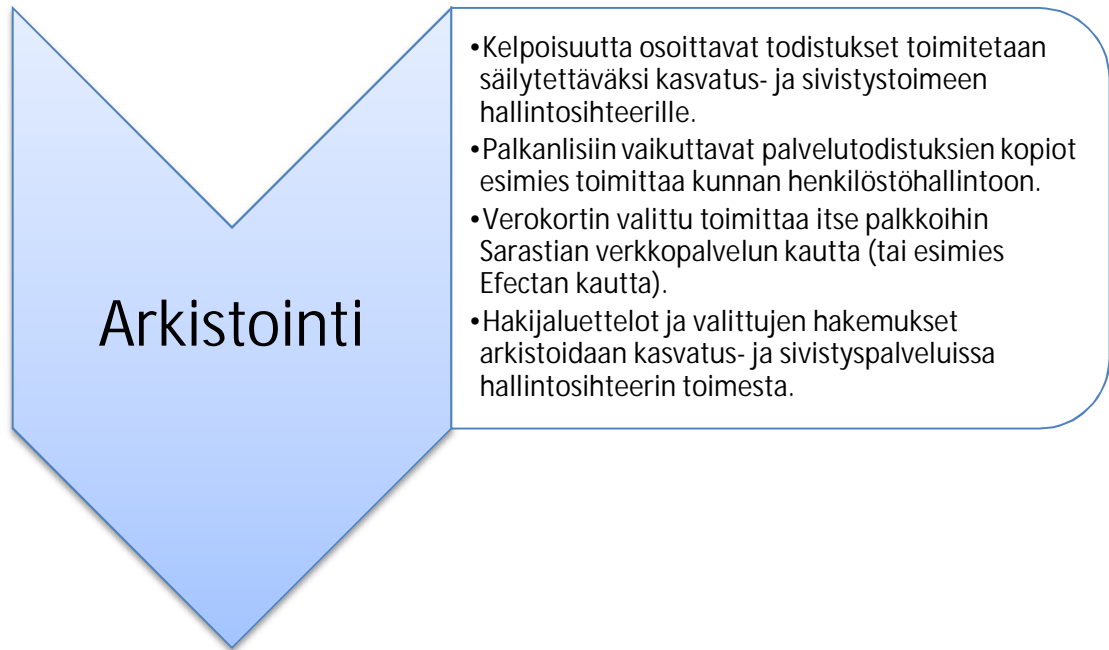 Arkistointi
•Kelpoisuutta osoittavat todistukset toimitetaan
säilytettäväksi kasvatus- ja sivistystoimeen
hallintosihteerille.
•Palkanlisiin vaikuttavat palvelutodistuksien kopiot
esimies toimittaa kunnan henkilöstöhallintoon.
•Verokortin valittu toimittaa itse palkkoihin
Sarastian verkkopalvelun kautta (tai esimies
Efectan kautta).
•Hakijaluettelot ja valittujen hakemukset
arkistoidaan kasvatus- ja sivistyspalveluissa
hallintosihteerin toimesta.